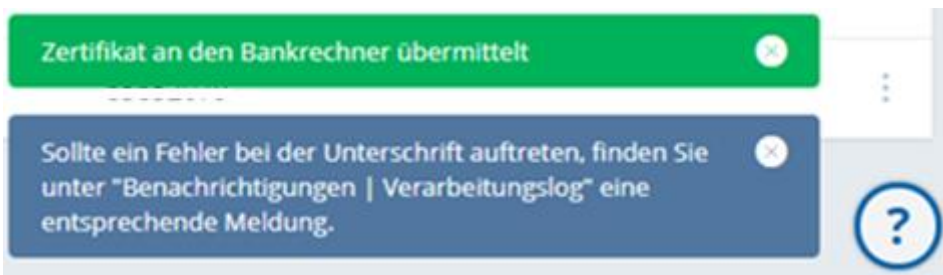 Zertifikat an den Bankrechner übermittelt
Sollte ein Fehler bei der Unterschrift auftreten, finden Sie
unter "Benachrichtigungen | Verarbeitungslog" eine
entsprechende Meldung.
?